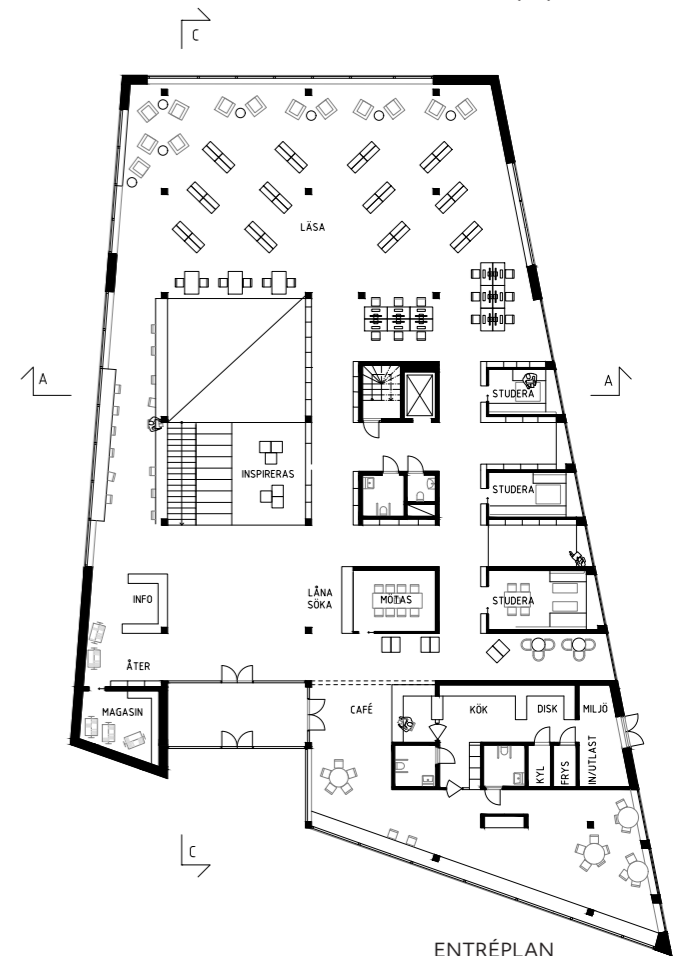 C
LÄSA
A
A
STUDERA
INSPIRERAS
STUDERA
INFO
LÅNA
SÖKA
MÖTAS
STUDERA
ÅTER
MAGASIN
CAFÉ
KÖK
DISK
MILJÖ
KYL
FRYS
IN/UTLAST
C
ENTRÉPLAN